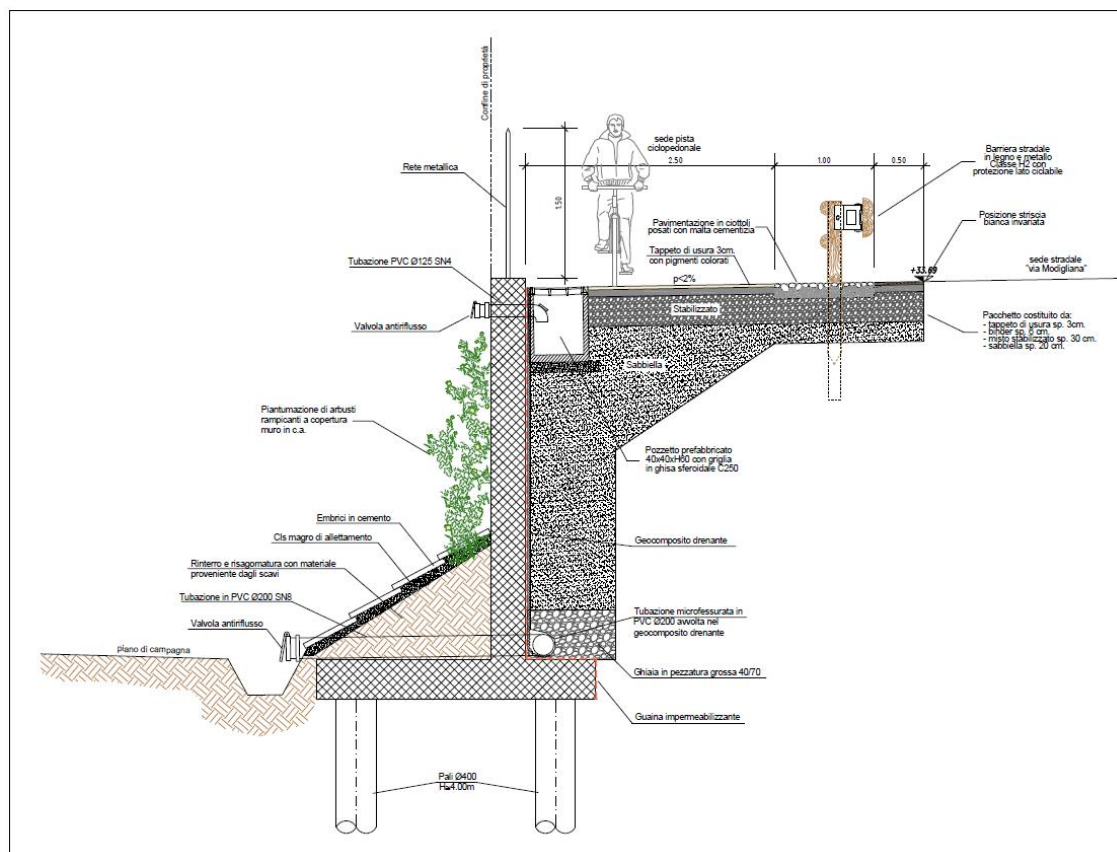 Confine di proprietà
sede pista
ciclopedonale
2.50
1.00
0.50
Barriera stradale
in legno e metallo
Classe H2 con
protezione lato ciclabile
Rete metallica
1.50
Pavimentazione in ciottoli
posati con malta cementizia
Posizione striscia
bianca invariata
Tappeto di usura 3cm.
con pigmenti colorati
Tubazione PVC Ø125 SN4
p<2%
+33.69
sede stradale
"via Modigliana"
Stabilizzato
Valvola antiriflusso
Pacchetto costituito da:
- tappeto di usura sp. 3cm.
- binder sp. 6 cm.
- misto stabilizzato sp. 30 cm.
- sabbiella sp. 20 cm.
Sabbiella
Piantumazione di arbusti
rampicanti a copertura
muro in c.a.
Pozzetto prefabbricato
40x40xH60 con griglia
in ghisa sferoidale C250
Embrici in cemento
Cls magro di allettamento
Geocomposito drenante
Rinterro e risagomatura con materiale
proveniente dagli scavi
Tubazione in PVC Ø200 SN8
Tubazione microfessurata in
PVC Ø200 avvolta nel
geocomposito drenante
Valvola antiriflusso
piano di campagna
Ghiaia in pezzatura grossa 40/70
Guaina impermeabilizzante
Pali Ø400
H=4.00m